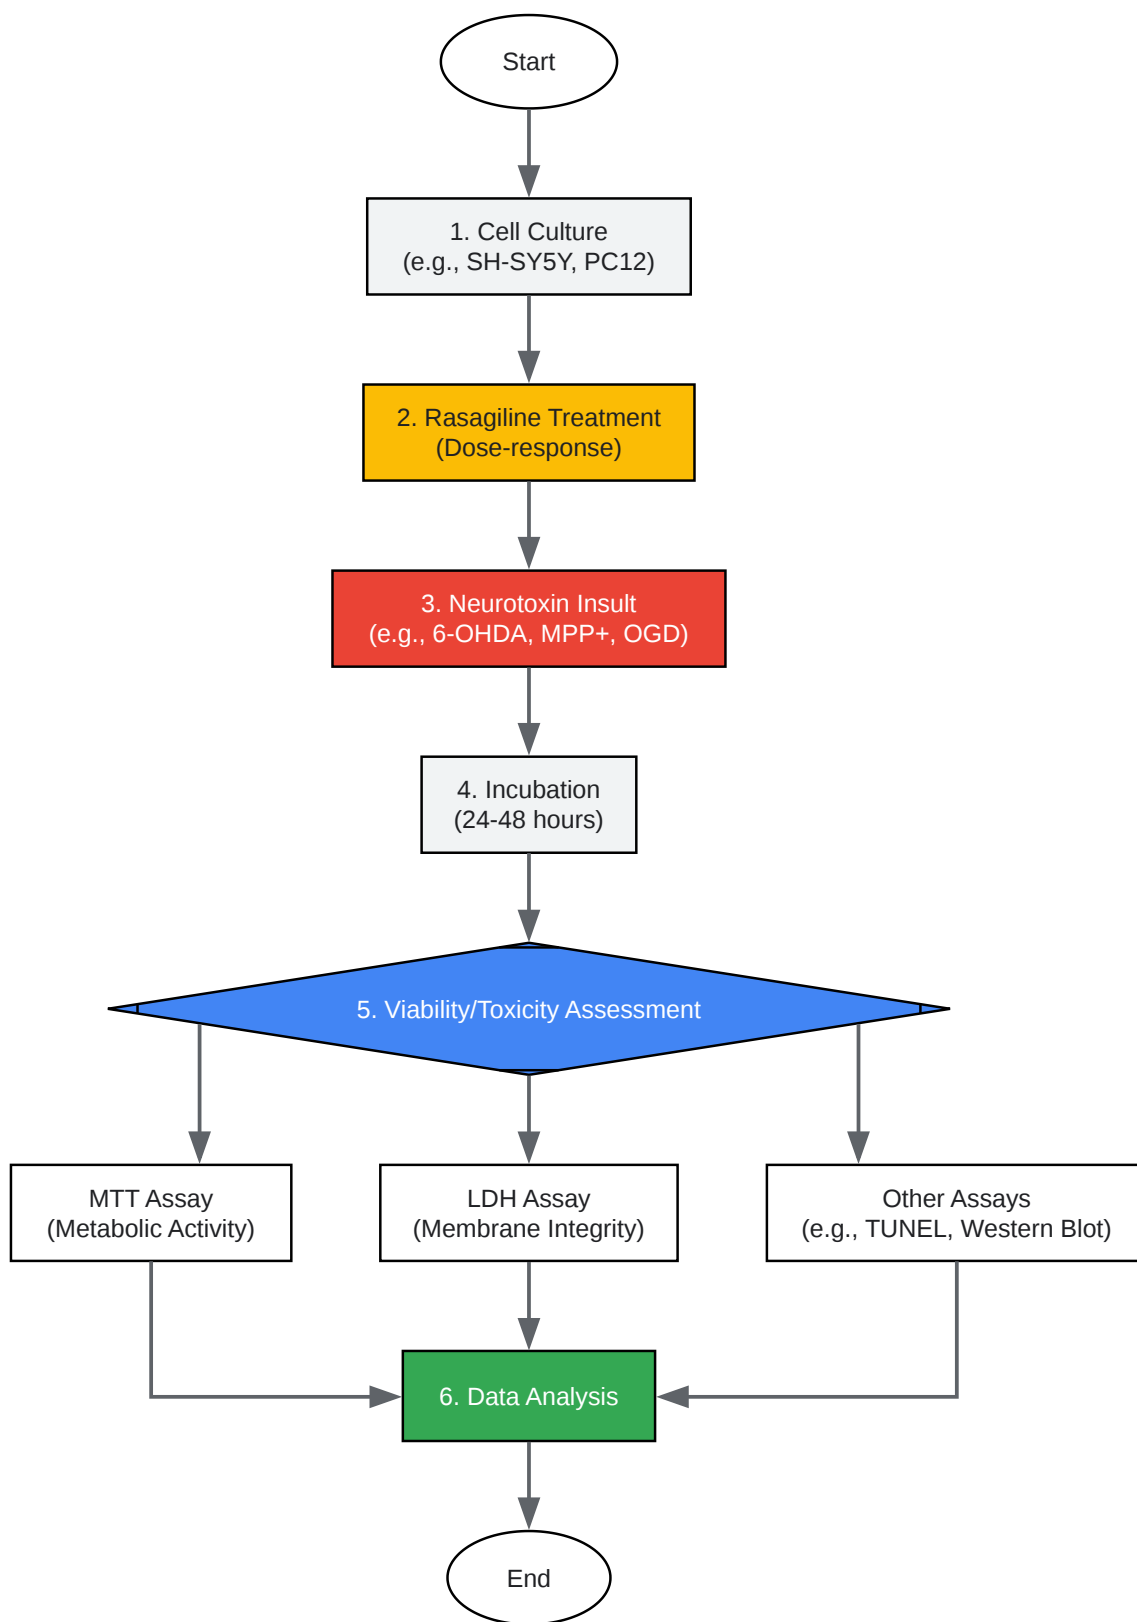 Start
1. Cell Culture
(e.g., SH-SY5Y, PC12)
2. Rasagiline Treatment
(Dose-response)
3. Neurotoxin Insult
(e.g., 6-OHDA, MPP+, OGD)
4. Incubation
(24-48 hours)
5. Viability/Toxicity Assessment
MTT Assay
(Metabolic Activity)
LDH Assay
(Membrane Integrity)
Other Assays
(e.g., TUNEL, Western Blot)
6. Data Analysis
End